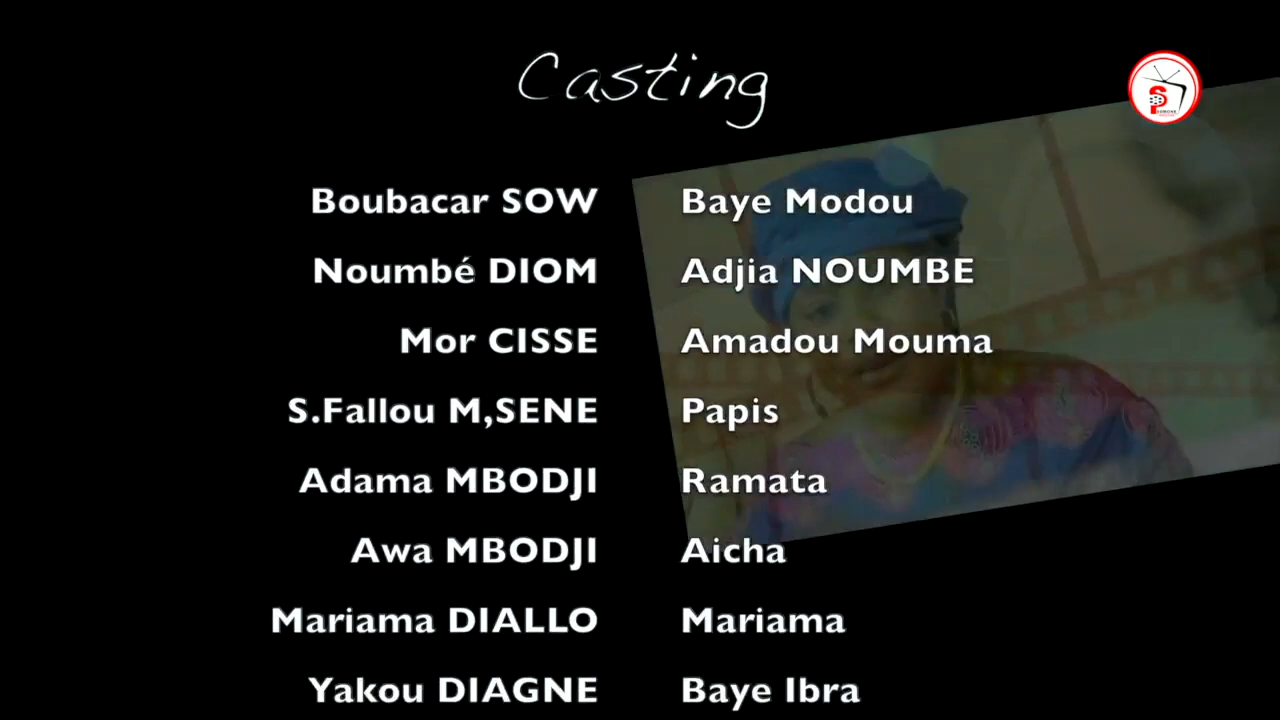 Casting
Boubacar SOW Baye Modou
Noumbé DIOM Adjia NOUMBE
Mor CISSE Amadou Mouma
S.Fallou M,SENE Papis
Adama MBODJI Ramata
Awa MBODJI Aicha
Mariama DIALLO Mariama
Yakou DIAGNE Baye Ibra